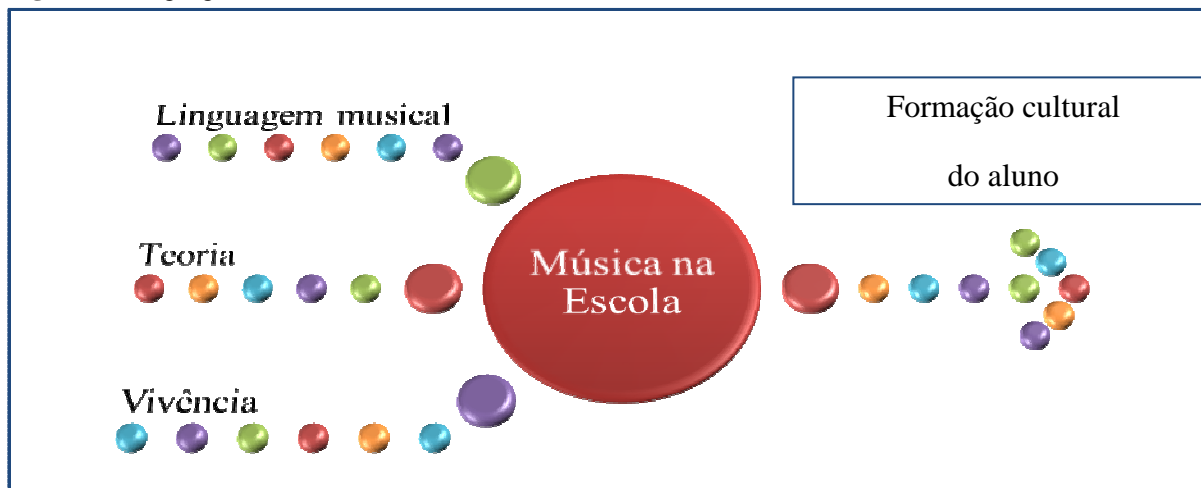 Linguagem musical
Teoria
Vivência
Música na
Escola
Formação cultural
do aluno